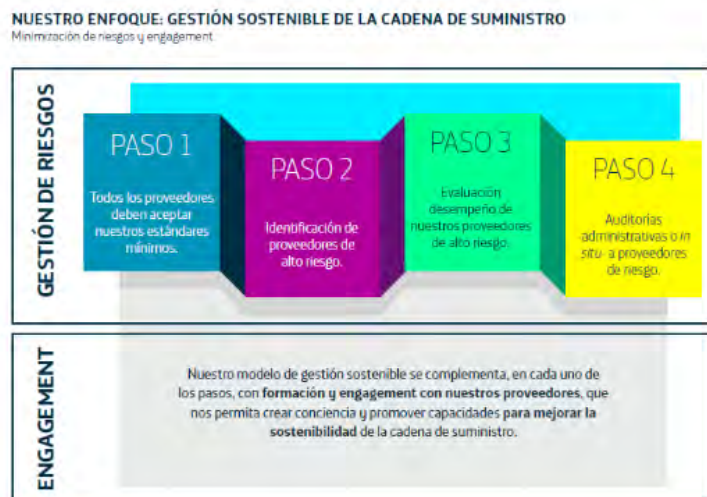 NUESTRO ENFOQUE: GESTIÓN SOSTENIBLE DE LA CADENA DE SUMINISTRO
Minimización de riesgos y engagement
GESTIÓN DE RIESGOS
PASO 1
Todos los proveedores
deben aceptar
nuestros estándares
mínimos.
PASO 2
Identificación de
proveedores de
alto riesgo.
PASO 3
Evaluación
desempeño de
nuestros proveedores
de alto riesgo.
PASO 4
Auditorías
-administrativas o in
situ- a proveedores
de riesgo.
ENGAGEMENT
Nuestro modelo de gestión sostenible se complementa, en cada uno de
los pasos, con formación y engagement con nuestros proveedores, que
nos permita crear conciencia y promover capacidades para mejorar la
sostenibilidad de la cadena de suministro.